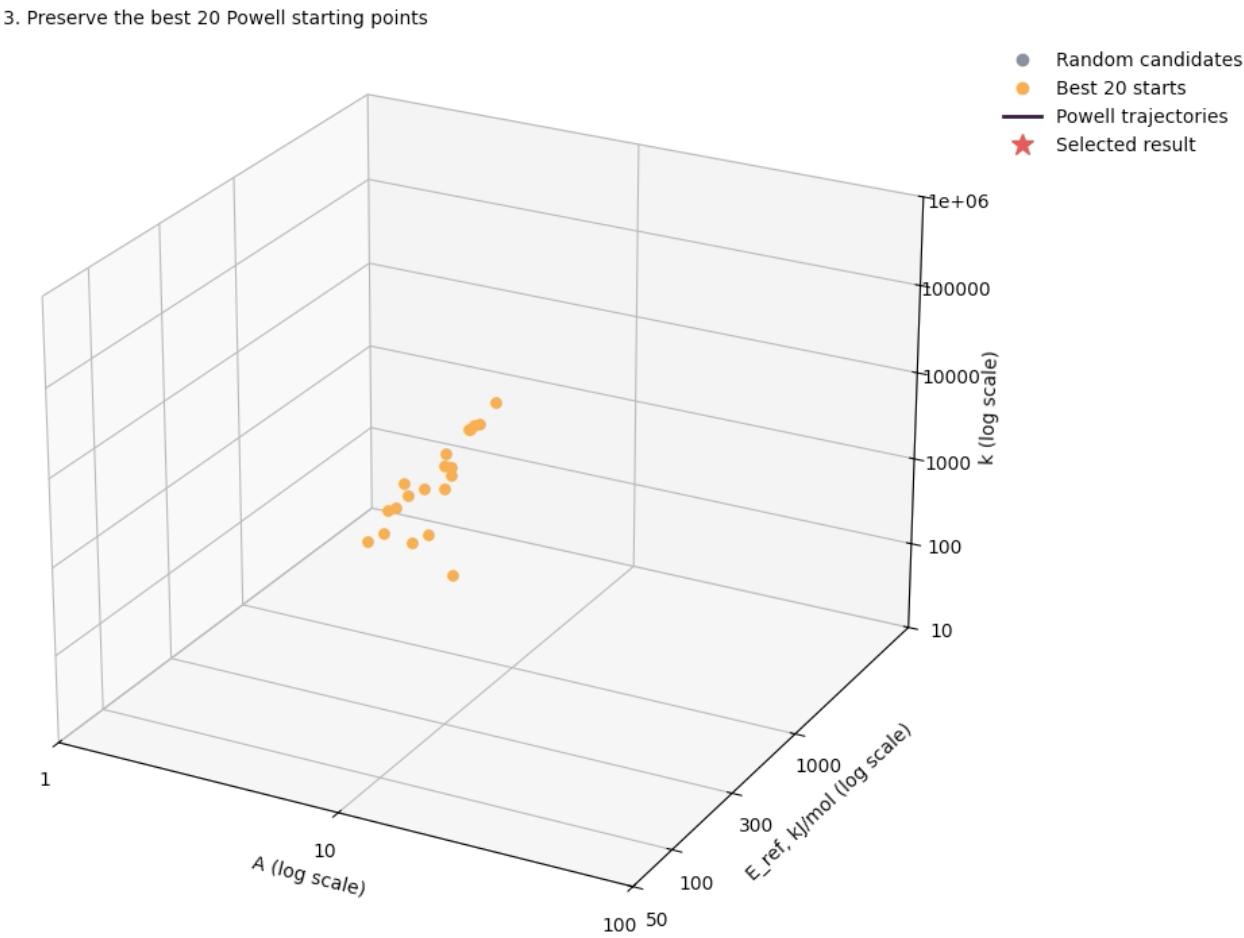 3. Preserve the best 20 Powell starting points
Random candidates
Best 20 starts
Powell trajectories
Selected result
1e+06
100000
10000
1000
100
10
k (log scale)
1
10
100
A (log scale)
50
100
300
1000
E_ref, kJ/mol (log scale)